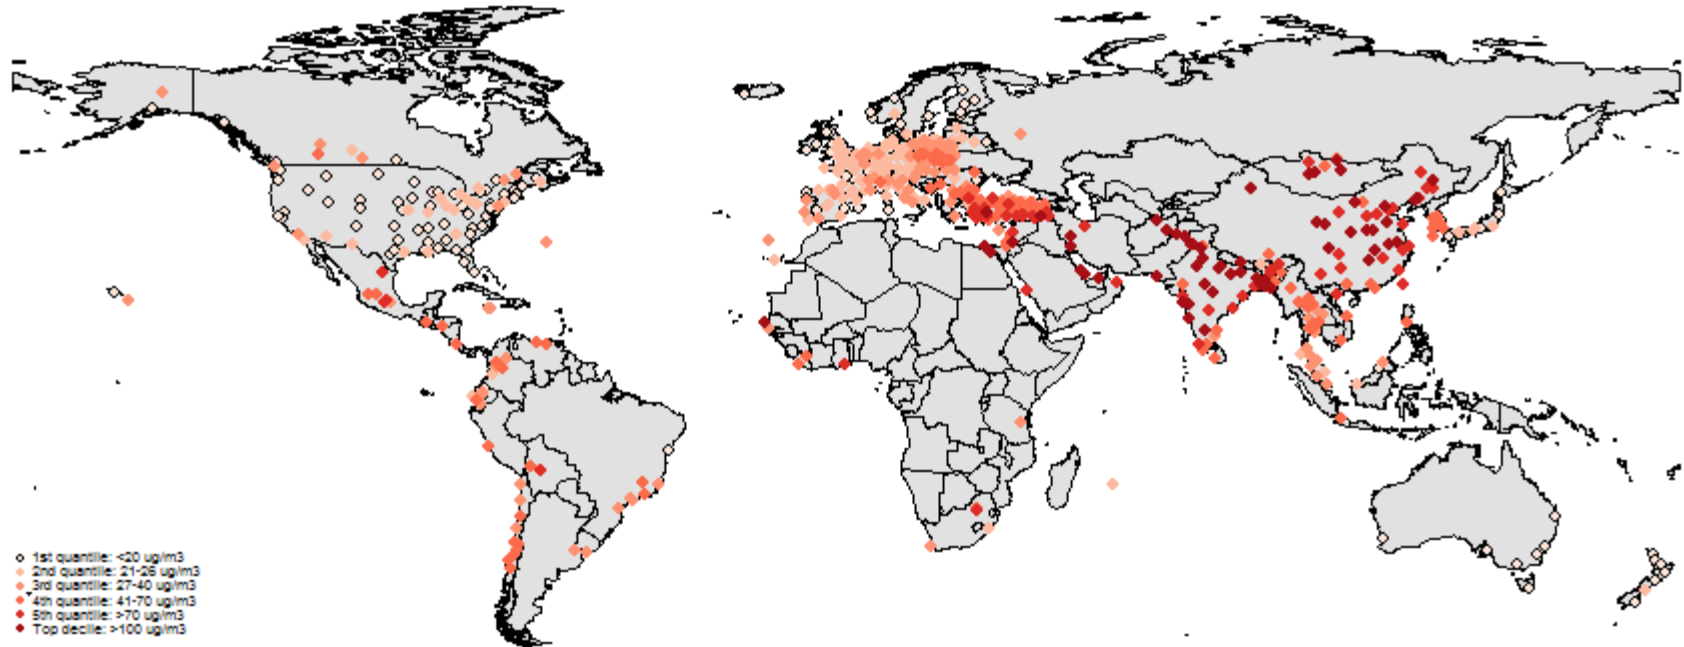 1st quantile: <20 ug/m3
2nd quantile: 21-26 ug/m3
3rd quantile: 27-40 ug/m3
4th quantile: 41-70 ug/m3
5th quantile: >70 ug/m3
Top decile: >100 ug/m3